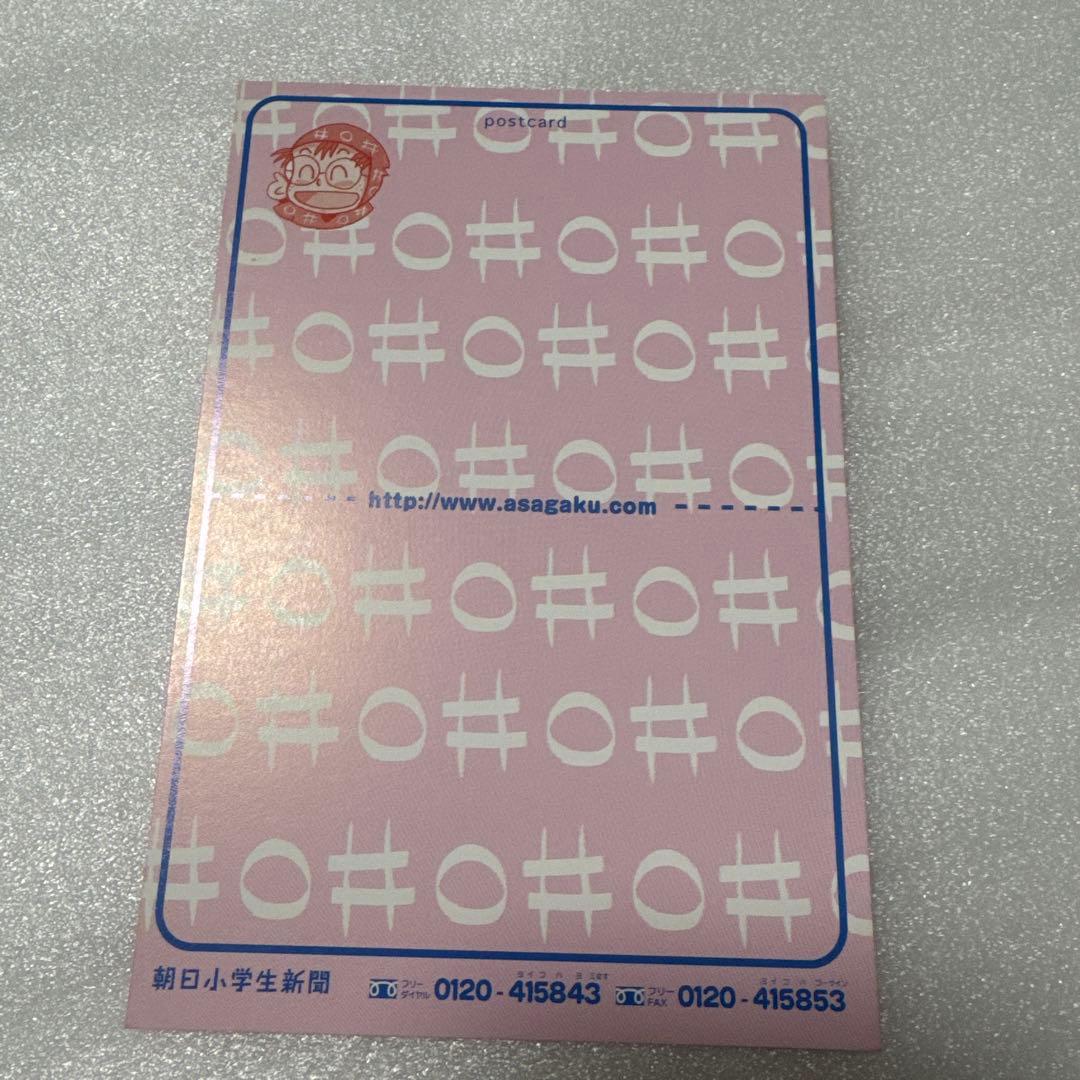 postcard
http://www.asagaku.com
朝日小学生新聞
フリーダイヤル 0120-415843
フリーFAX 0120-415853